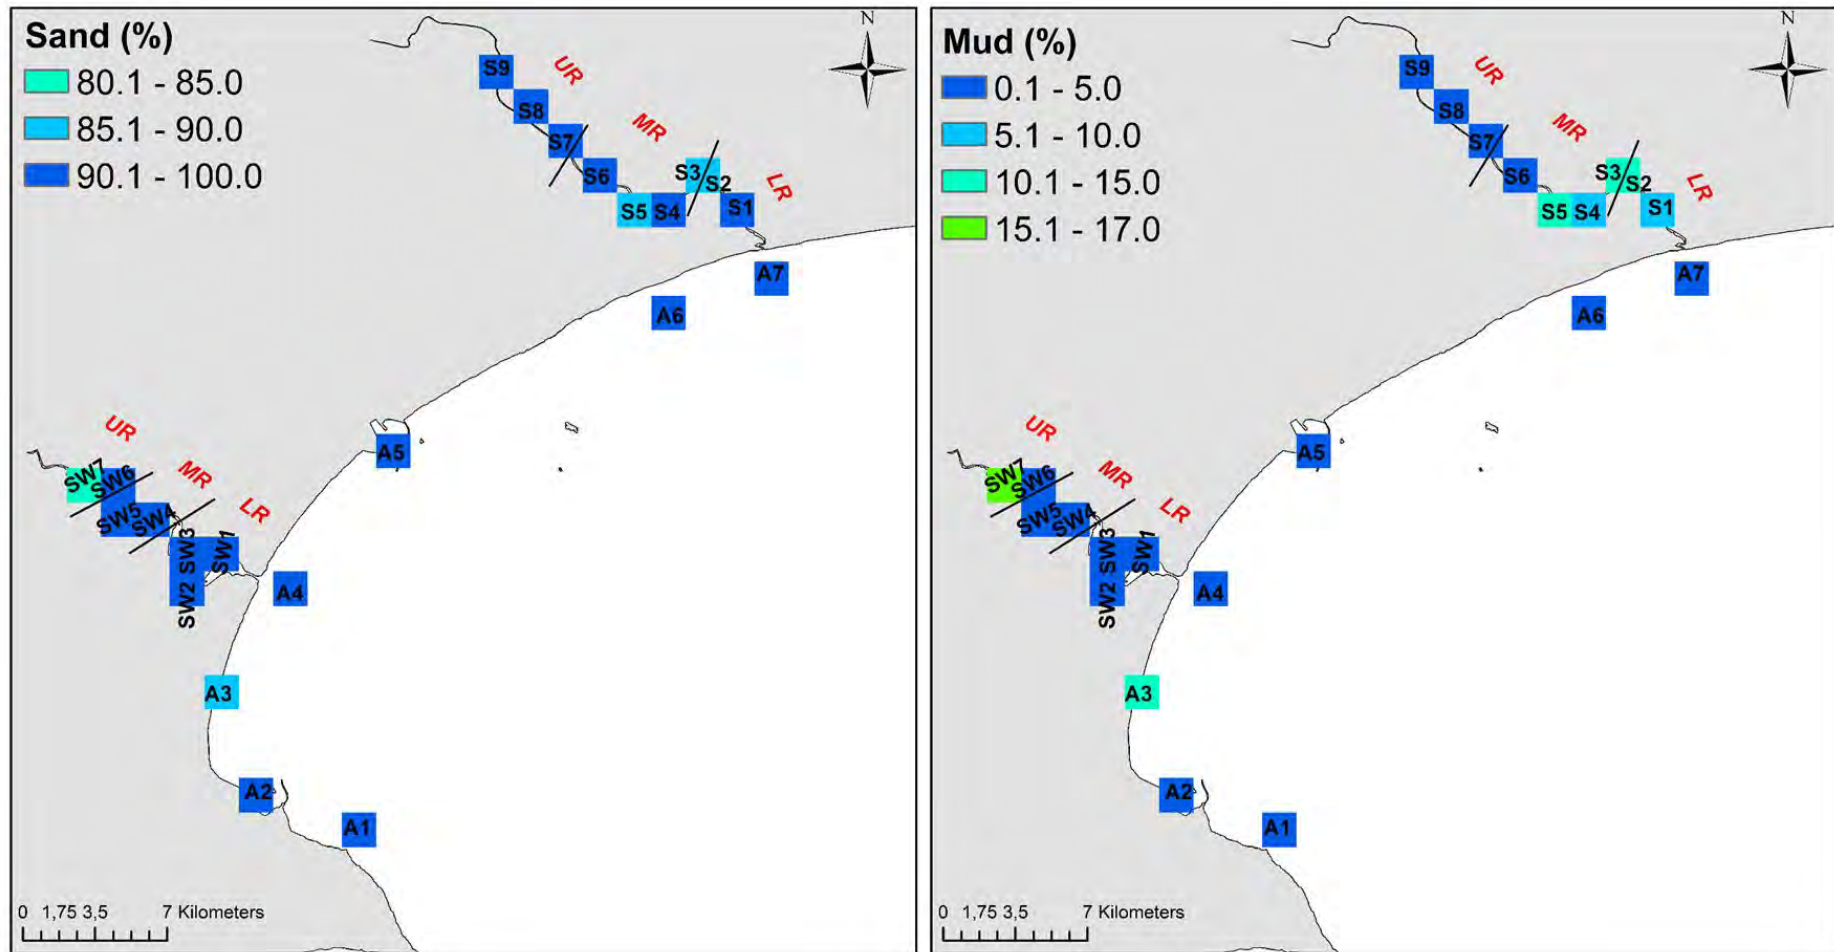 Sand (%)
80.1 - 85.0
85.1 - 90.0
90.1 - 100.0
N
S9
UR
S8
MR
S7
S6
S3
S2
LR
S5
S4
S1
A7
A6
UR
A5
SW7
SW6
MR
SW5
SW4
LR
SW3
SW1
SW2
A4
A3
A2
A1
0 1,75 3,5 7 Kilometers
Mud (%)
0.1 - 5.0
5.1 - 10.0
10.1 - 15.0
15.1 - 17.0
N
S9
UR
S8
MR
S7
S6
S3
S2
LR
S5
S4
S1
A7
A6
UR
A5
SW7
SW6
MR
SW5
SW4
LR
SW3
SW1
SW2
A4
A3
A2
A1
0 1,75 3,5 7 Kilometers